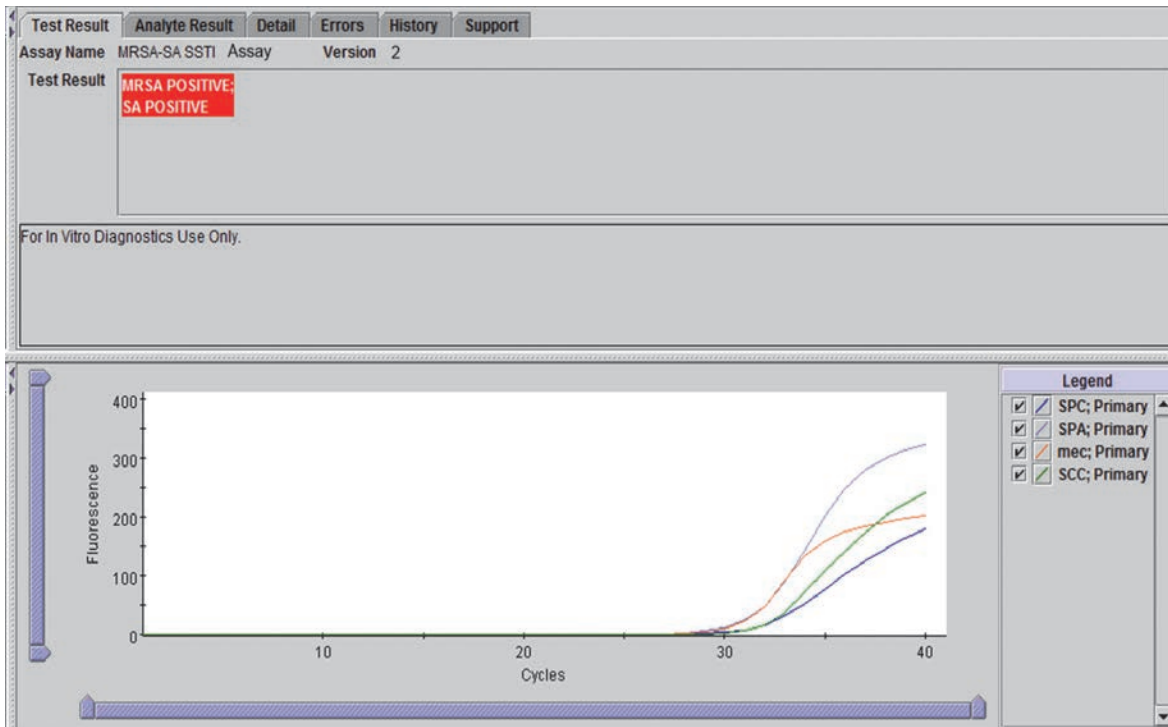 Test Result Analyte Result Detail Errors History Support
Assay Name MRSA-SA SSTI Assay Version 2
Test Result MRSA POSITIVE;
SA POSITIVE
For In Vitro Diagnostics Use Only.
Legend
SPC; Primary
SPA; Primary
mec; Primary
SCC; Primary
400
300
200
100
0
Fluorescence
10 20 30 40
Cycles